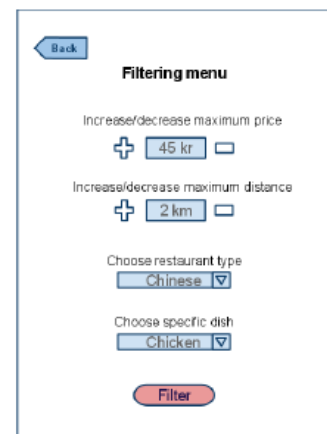 Back
Filtering menu
Increase/decrease maximum price
45 kr
Increase/decrease maximum distance
2 km
Choose restaurant type
Chinese
Choose specific dish
Chicken
Filter